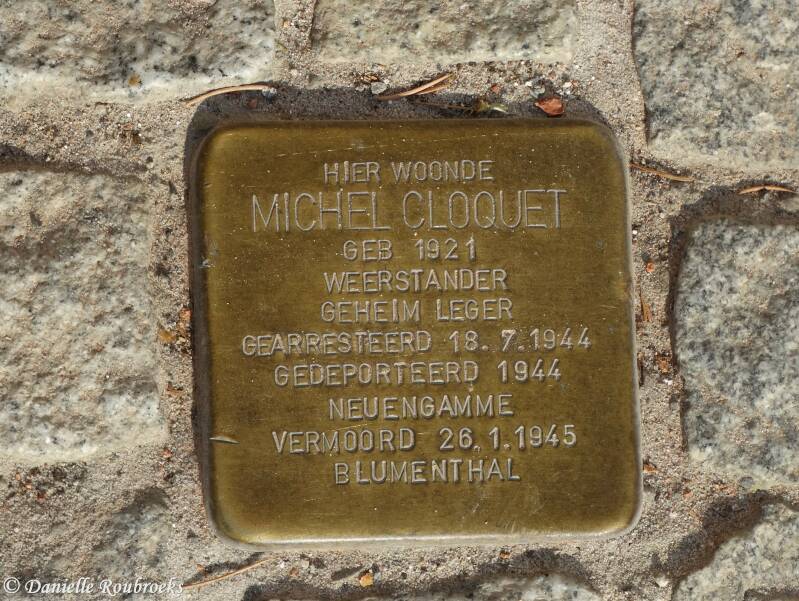 HIER WOONDE
MICHEL CLOQUET
GEB 1921
WEERSTANDER
GEHEIM LEGER
GEARRESTEERD 18.7.1944
GEDEPORTEERD 1944
NEUENGAMME
VERMOORD 26.1.1945
BLUMENTHAL
© Danielle Roubroeks